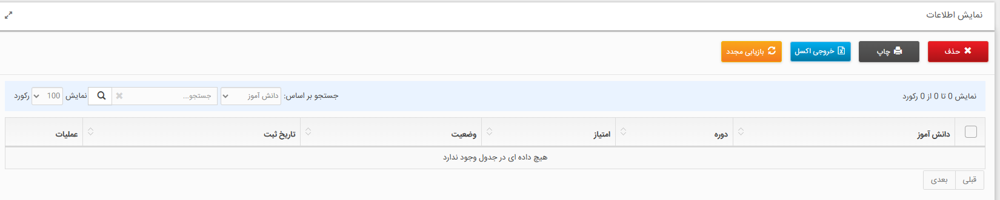 نمایش اطلاعات
حذف چاپ خروجی اکسل بازیابی مجدد
نمایش 0 تا 0 از 0 رکورد جستجو بر اساس: دانش آموز جستجو... نمایش 100 رکورد
دانش آموز دوره امتیاز وضعیت تاریخ ثبت عملیات
هیچ داده ای در جدول وجود ندارد
قبلی بعدی